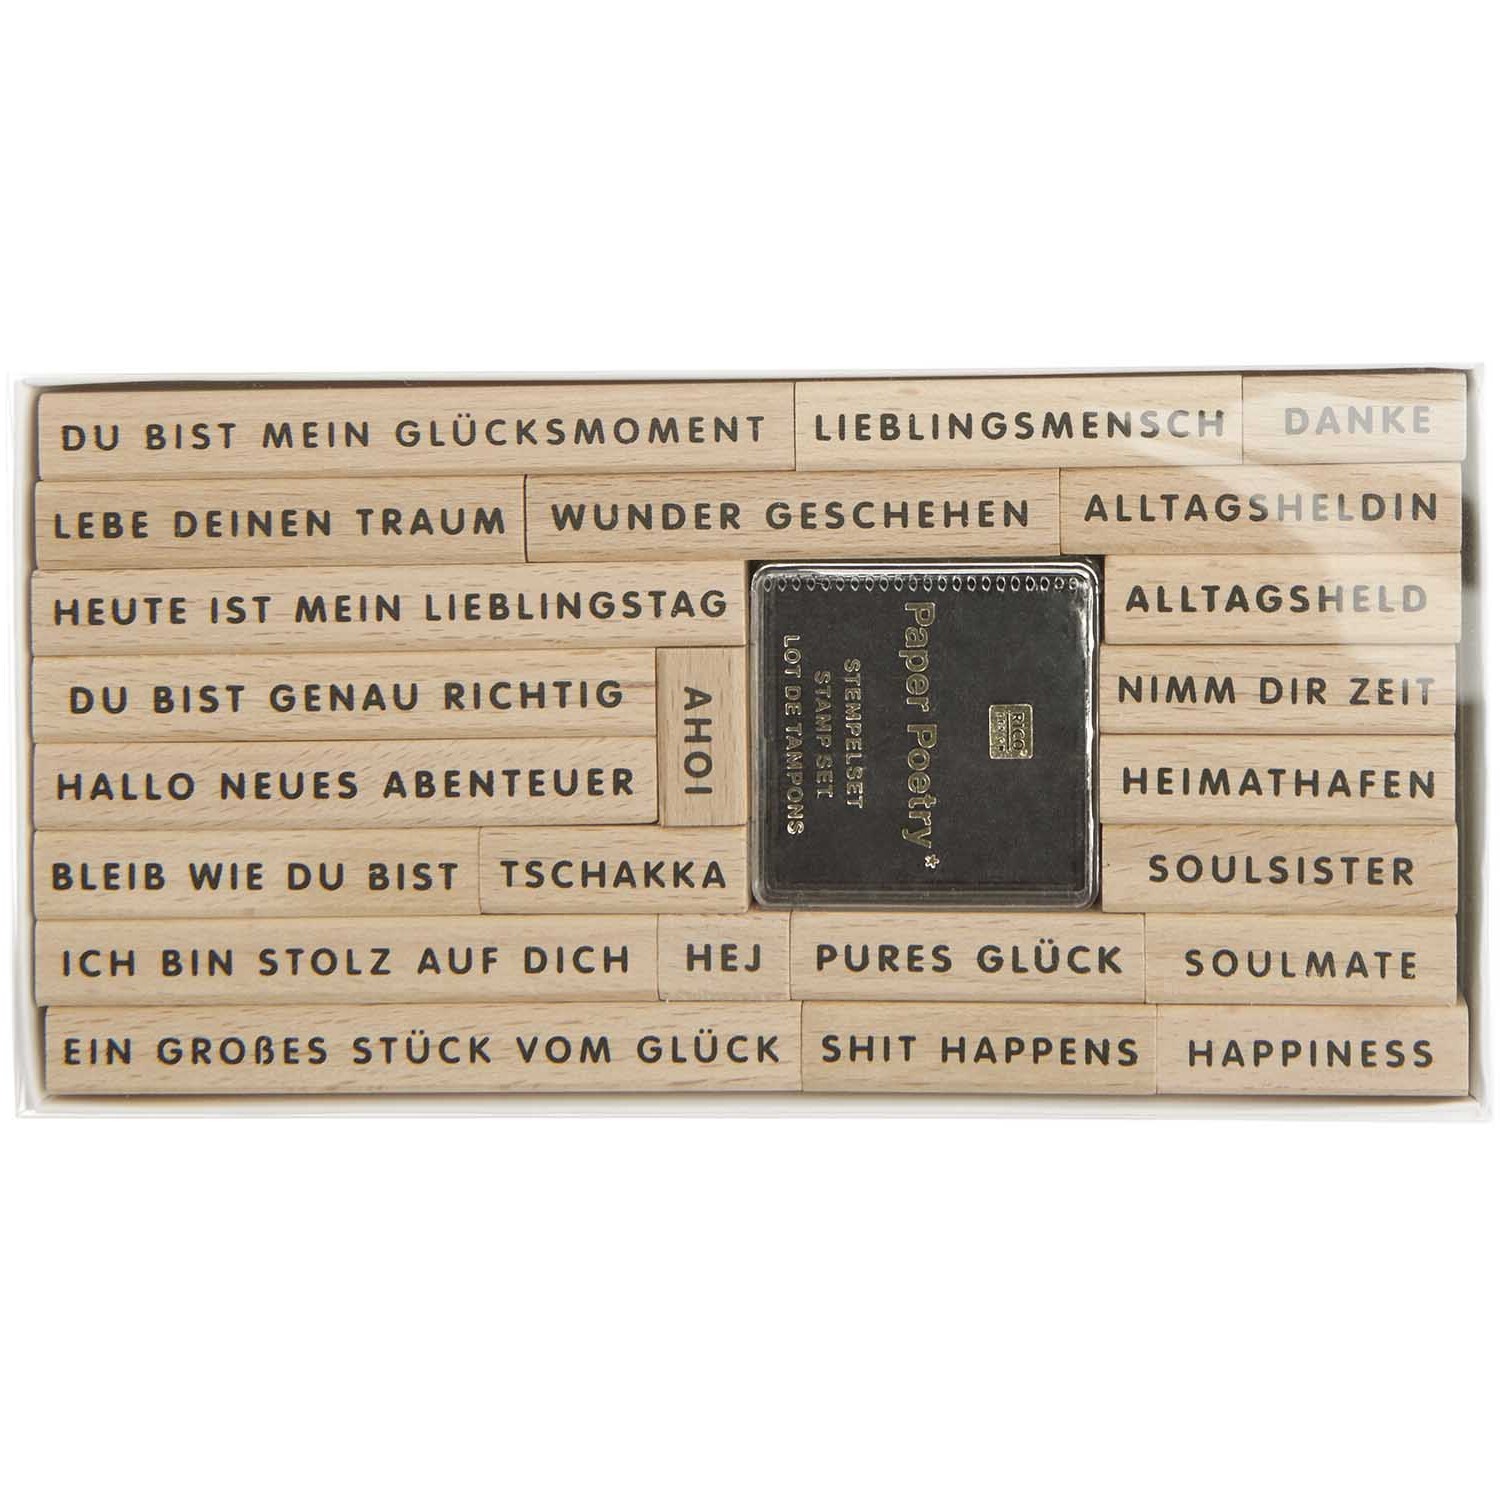 DU BIST MEIN GLÜCKSMOMENT
LIEBLINGSMENSCH
DANKE
LEBE DEINEN TRAUM
WUNDER GESCHEHEN
ALLTAGSHELDIN
HEUTE IST MEIN LIEBLINGSTAG
ALLTAGSHELD
DU BIST GENAU RICHTIG
AHOI
NIMM DIR ZEIT
HALLO NEUES ABENTEUER
HEIMATHAFEN
BLEIB WIE DU BIST
TSCHAKKA
SOULSISTER
RICO
Paper Poetry*
STEMPELSET
STAMP SET
LOT DE TAMPONS
ICH BIN STOLZ AUF DICH
HEJ
PURES GLÜCK
SOULMATE
EIN GROẞES STÜCK VOM GLÜCK
SHIT HAPPENS
HAPPINESS